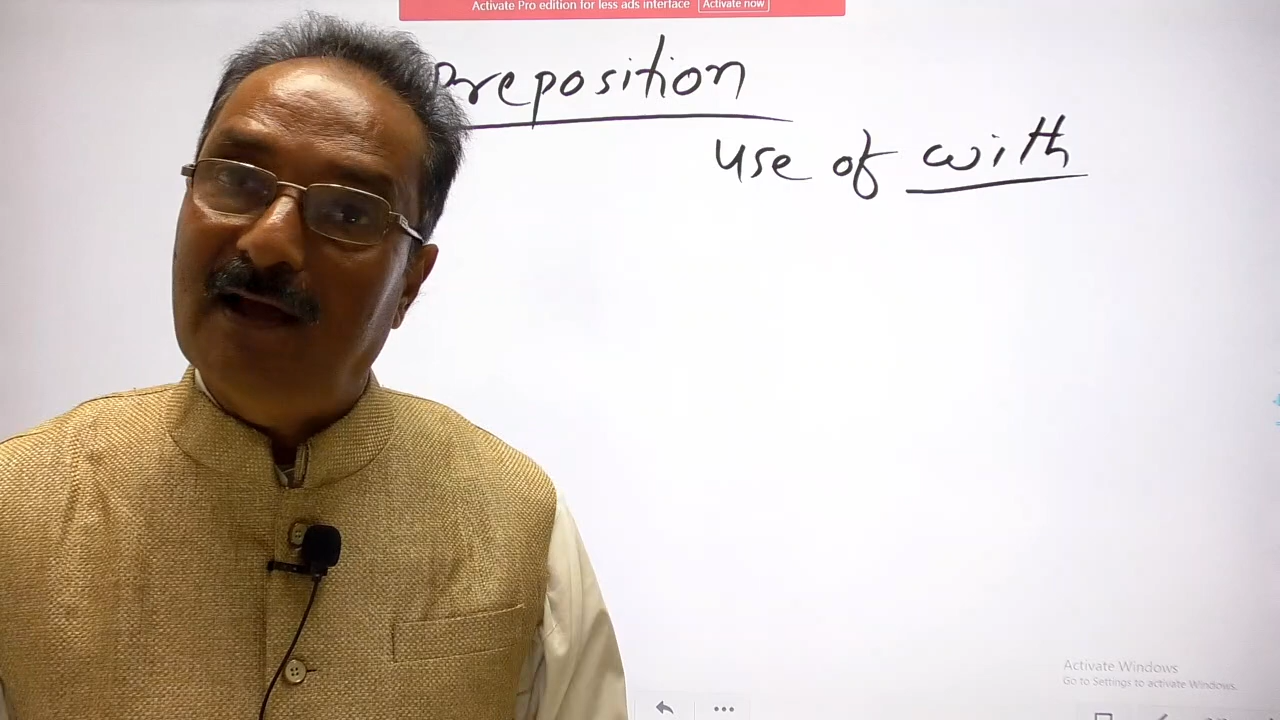 Activate Pro edition for less ads interface Activate now
Preposition
use of with
Activate Windows
Go to Settings to activate Windows.